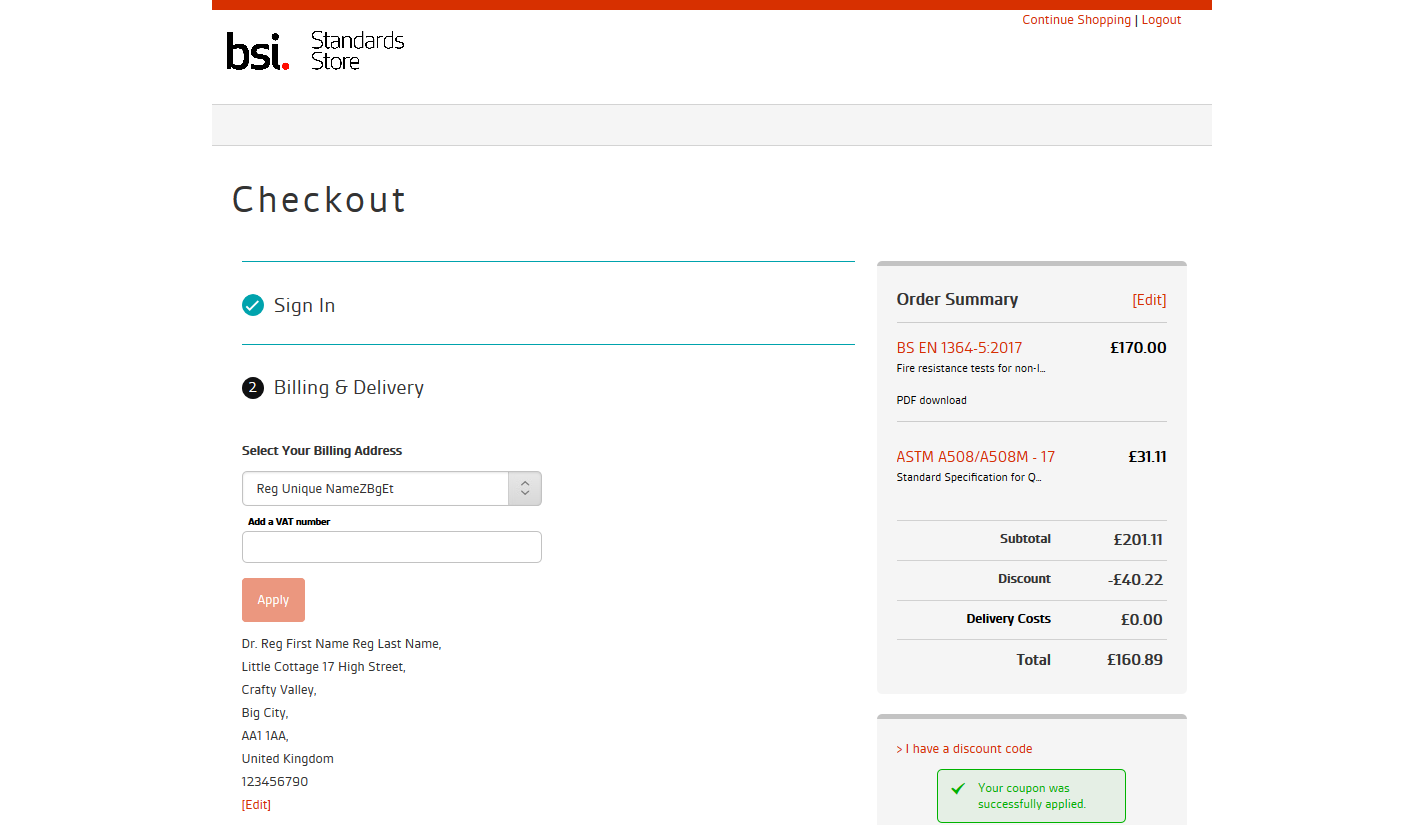 Continue Shopping | Logout
bsi. Standards Store
Checkout
Sign In
2 Billing & Delivery
Select Your Billing Address
Reg Unique NameZBgEt
Add a VAT number
Apply
Dr. Reg First Name Reg Last Name,
Little Cottage 17 High Street,
Crafty Valley,
Big City,
AA1 1AA,
United Kingdom
123456790
[Edit]
Order Summary [Edit]
BS EN 1364-5:2017 £170.00
Fire resistance tests for non-l...
PDF download
ASTM A508/A508M - 17 £31.11
Standard Specification for Q...
Subtotal £201.11
Discount -£40.22
Delivery Costs £0.00
Total £160.89
> I have a discount code
Your coupon was
successfully applied.